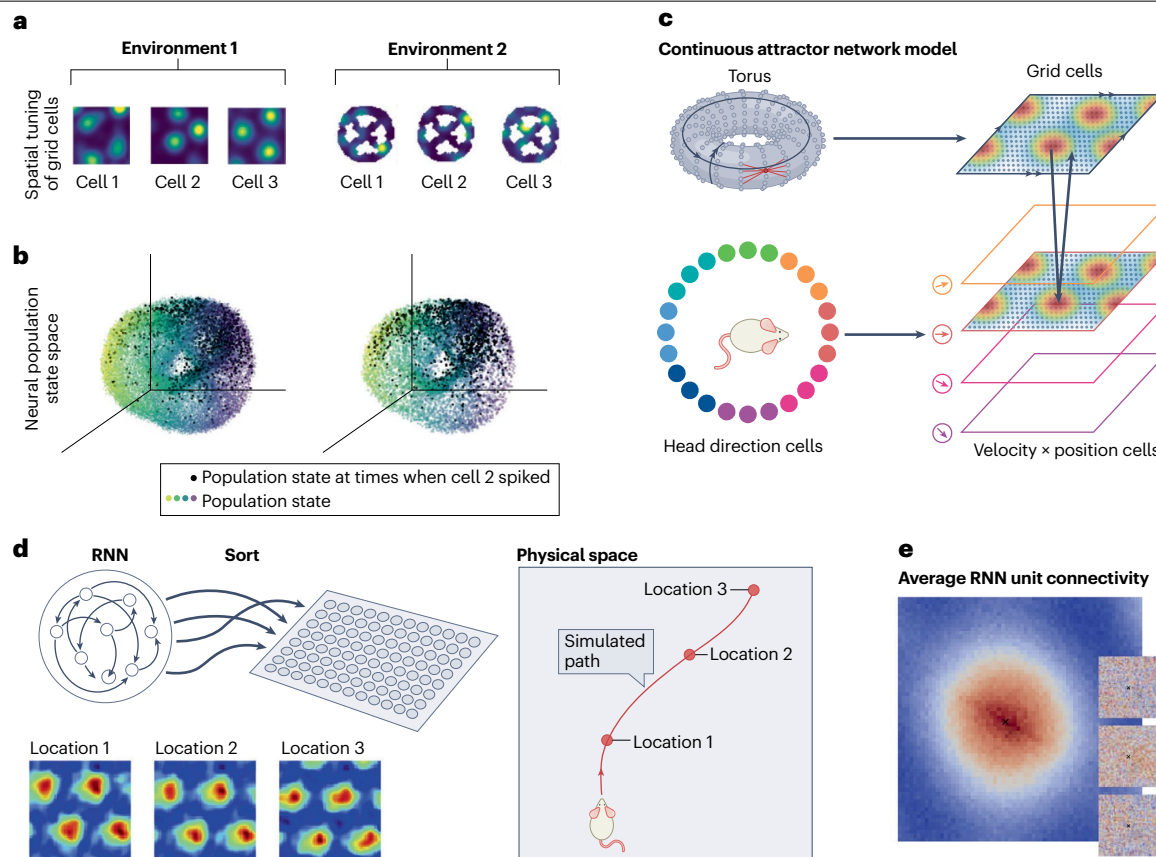 a
Environment 1
Environment 2
Spatial tuning
of grid cells
Cell 1
Cell 2
Cell 3
Cell 1
Cell 2
Cell 3
b
Neural population
state space
Population state at times when cell 2 spiked
Population state
c
Continuous attractor network model
Torus
Grid cells
Head direction cells
Velocity × position cells
d
RNN
Sort
Location 1
Location 2
Location 3
Physical space
Location 3
Simulated
path
Location 2
Location 1
e
Average RNN unit connectivity